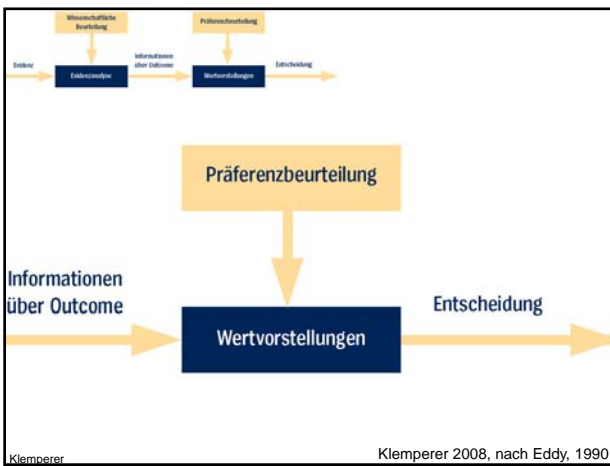 Wissenschaftliche
Beurteilung
Präferenzbeurteilung
Evidenz
Evidenzanalyse
Informationen
über Outcome
Wertvorstellungen
Entscheidung
Präferenzbeurteilung
Informationen
über Outcome
Wertvorstellungen
Entscheidung
Klemperer
Klemperer 2008, nach Eddy, 1990